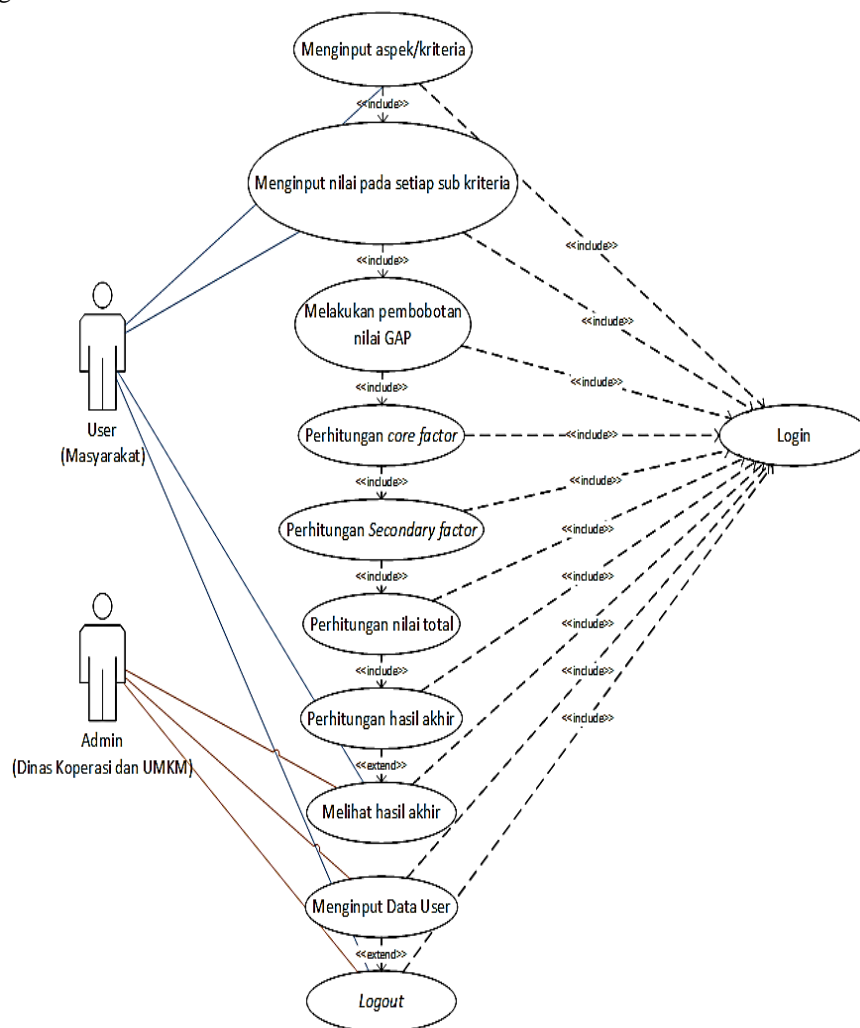 g
Menginput aspek/kriteria
<<include>>
Menginput nilai pada setiap sub kriteria
<<include>>
<<include>>
Melakukan pembobotan
nilai GAP
<<include>>
<<include>>
<<include>>
Perhitungan core factor
<<include>>
Login
User
(Masyarakat)
<<include>>
<<include>>
Perhitungan Secondary factor
<<include>>
<<include>>
Perhitungan nilai total
<<include>>
<<include>>
<<include>>
Perhitungan hasil akhir
<<include>>
Admin
(Dinas Koperasi dan UMKM)
<<extend>>
Melihat hasil akhir
Menginput Data User
<<extend>>
Logout